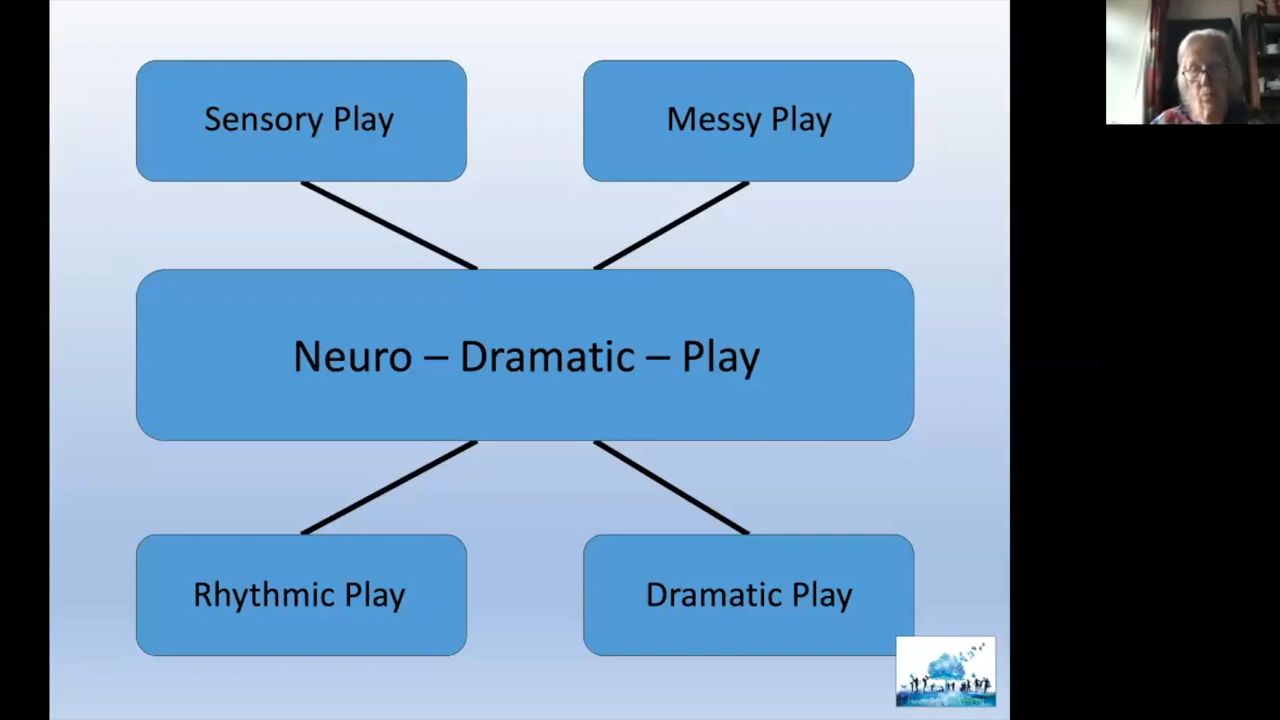 Sensory Play
Messy Play
Neuro – Dramatic – Play
Rhythmic Play
Dramatic Play